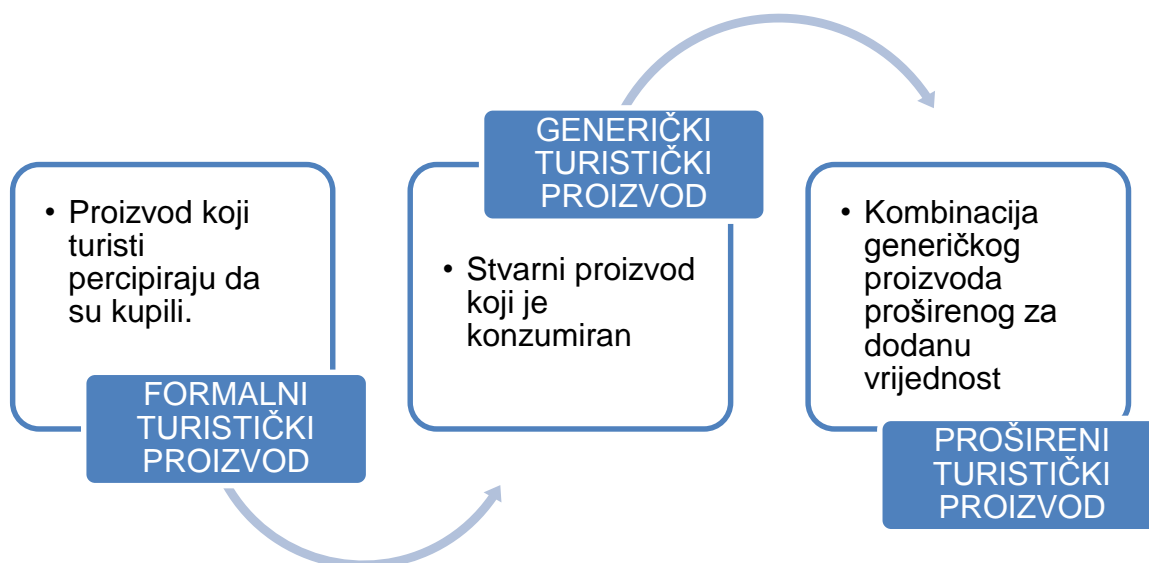 • Proizvod koji
turisti
percipiraju da
su kupili.
FORMALNI
TURISTIČKI
PROIZVOD
GENERIČKI
TURISTIČKI
PROIZVOD
• Stvarni proizvod
koji je
konzumiran
• Kombinacija
generičkog
proizvoda
proširenog za
dodanu
vrijednost
PROŠIRENI
TURISTIČKI
PROIZVOD